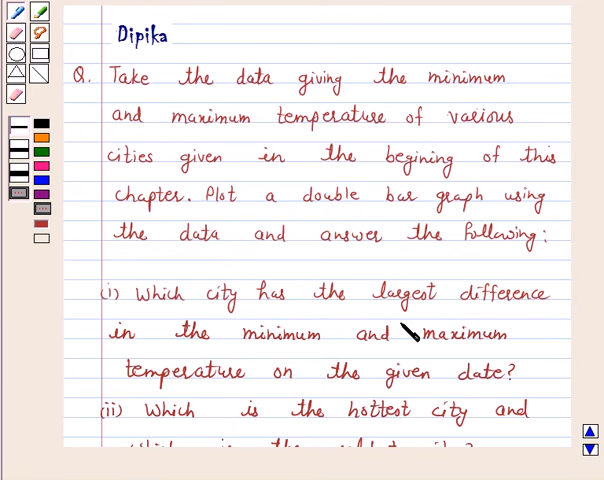 Dipika
Q. Take the data giving the minimum
and maximum temperature of various
cities given in the begining of this
chapter. Plot a double bar graph using
the data and answer the following:
(i) Which city has the largest difference
in the minimum and maximum
temperature on the given date?
(ii) Which is the hottest city and